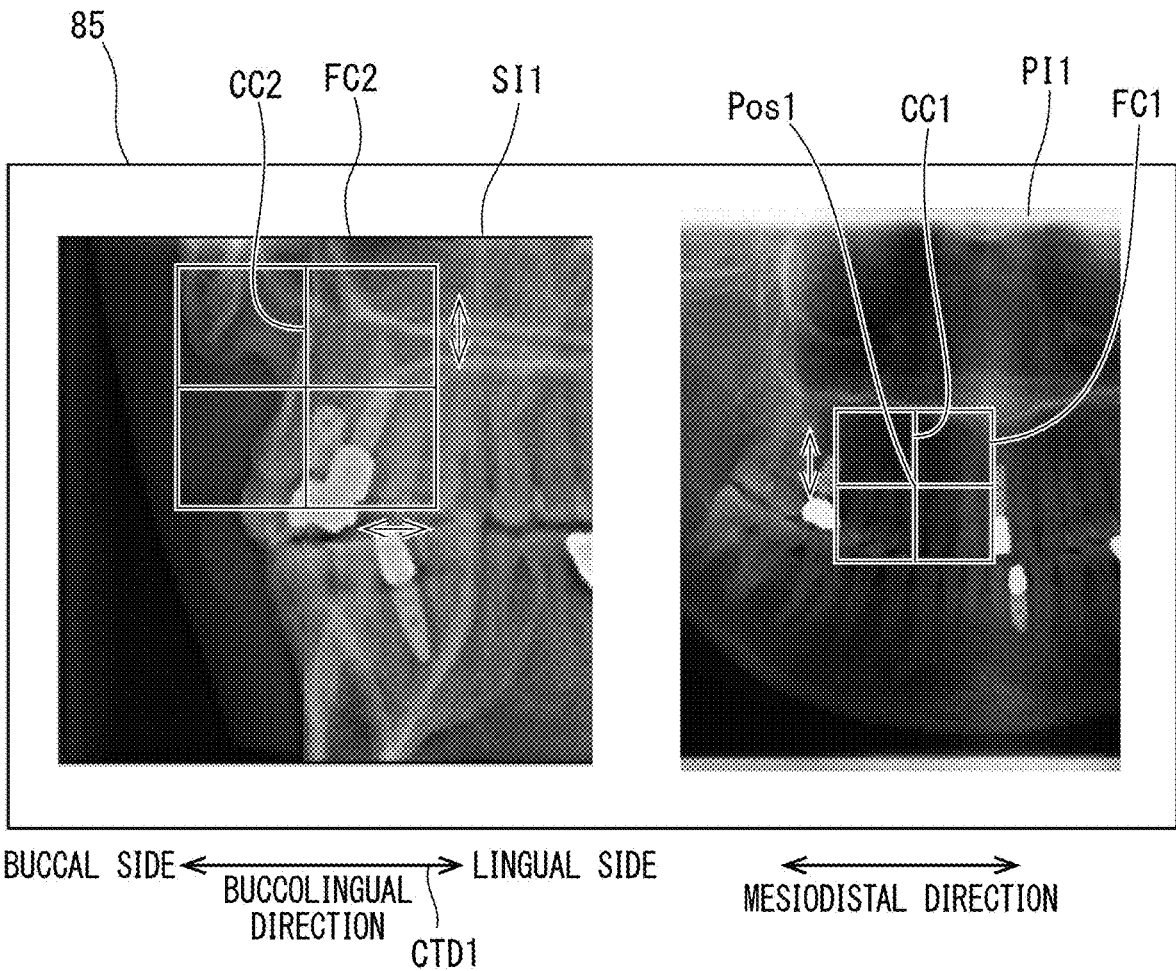 85
CC2
FC2
SI1
Pos1
CC1
PI1
FC1
BUCCAL SIDE
BUCCOLINGUAL
DIRECTION
LINGUAL SIDE
CTD1
MESIODISTAL DIRECTION